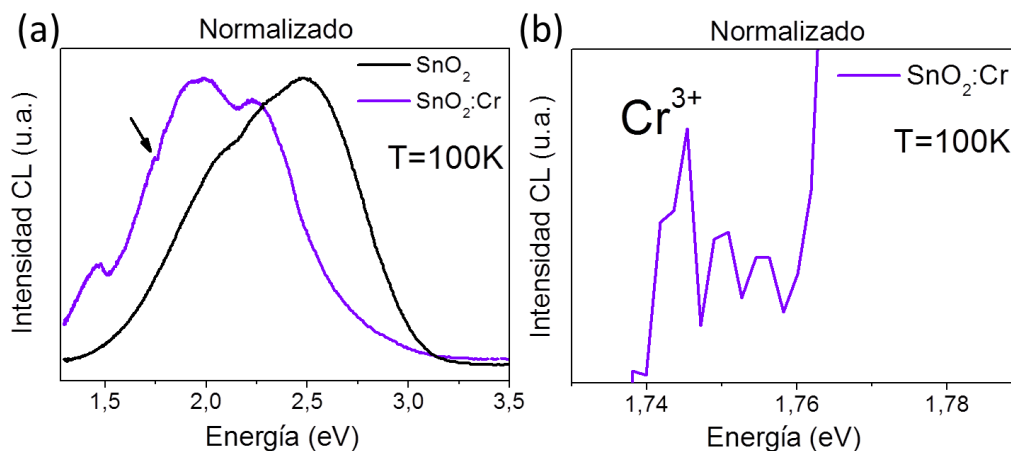 (a)
Normalizado
SnO₂
SnO₂:Cr
T=100K
Intensidad CL (u.a.)
1,5 2,0 2,5 3,0 3,5
Energía (eV)
(b)
Normalizado
SnO₂:Cr
Cr³⁺
T=100K
Intensidad CL (u.a.)
1,74 1,76 1,78
Energía (eV)